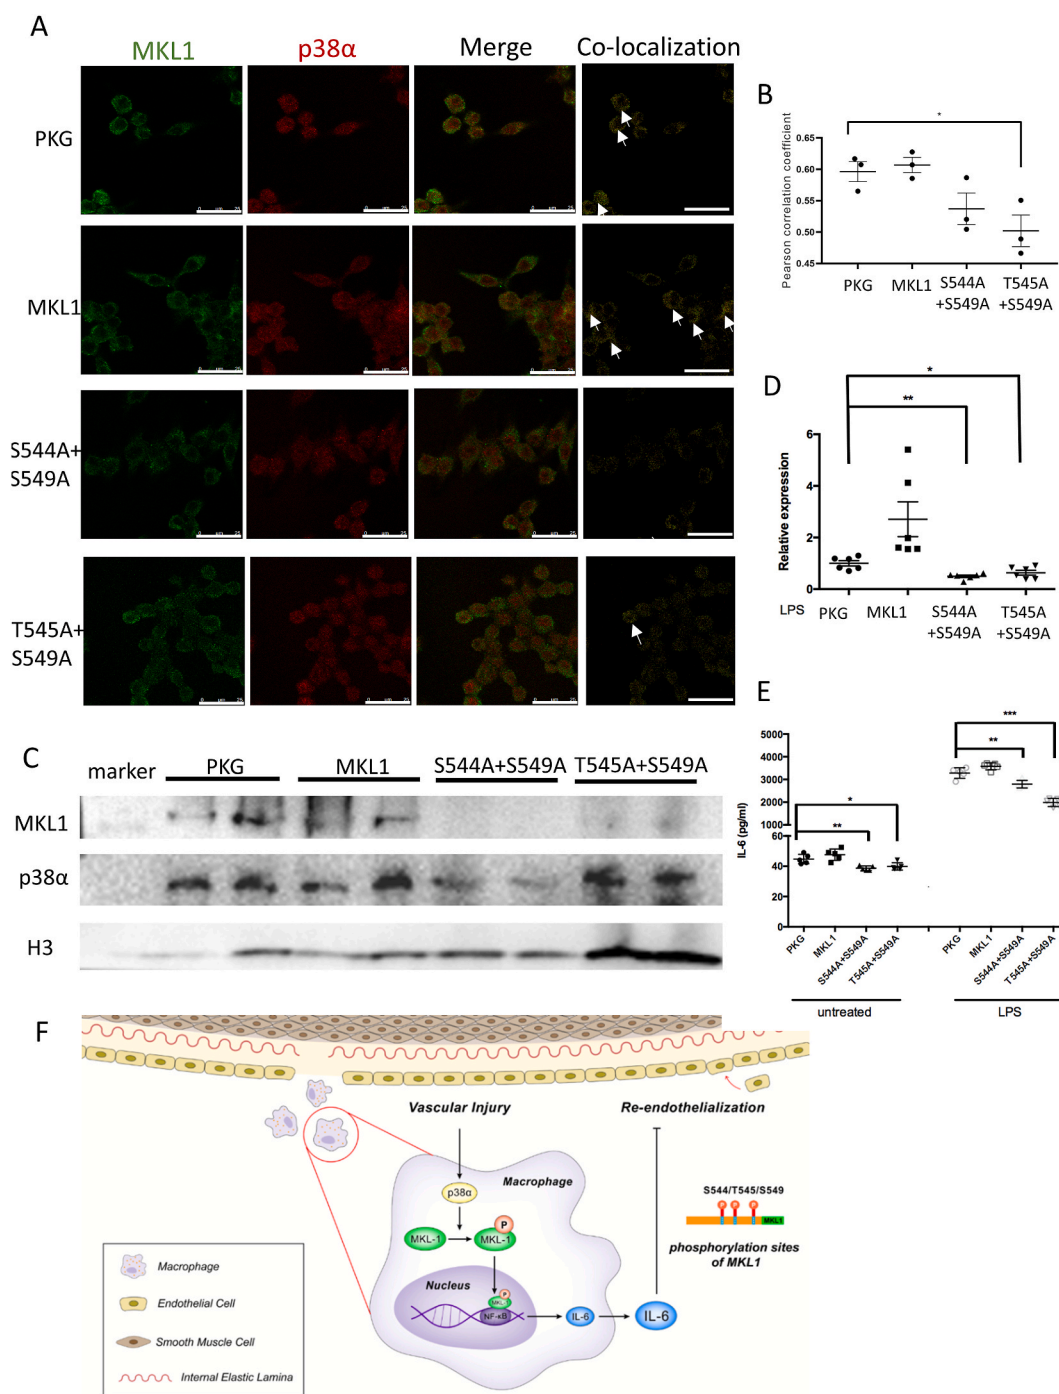 A
MKL1
p38α
Merge
Co-localization
PKG
MKL1
S544A+
S549A
T545A+
S549A
0 μm 25
B
*
Pearson correlation coefficient
0.65
0.60
0.55
0.50
0.45
PKG
MKL1
S544A
+S549A
T545A
+S549A
D
*
**
Relative expression
6
4
2
0
LPS
PKG
MKL1
S544A
+S549A
T545A
+S549A
C
marker
PKG
MKL1
S544A+S549A
T545A+S549A
MKL1
p38α
H3
E
***
**
*
**
IL-6 (pg/ml)
5000
4000
3000
2000
1000
60
40
20
0
PKG
MKL1
S544A+S549A
T545A+S549A
PKG
MKL1
S544A+S549A
T545A+S549A
untreated
LPS
F
Vascular Injury
Re-endothelialization
Macrophage
p38α
P
MKL-1
MKL-1
Nucleus
P
MKL-1
NF-κB
IL-6
IL-6
S544/T545/S549
P P P
MKL1
phosphorylation sites
of MKL1
Macrophage
Endothelial Cell
Smooth Muscle Cell
Internal Elastic Lamina